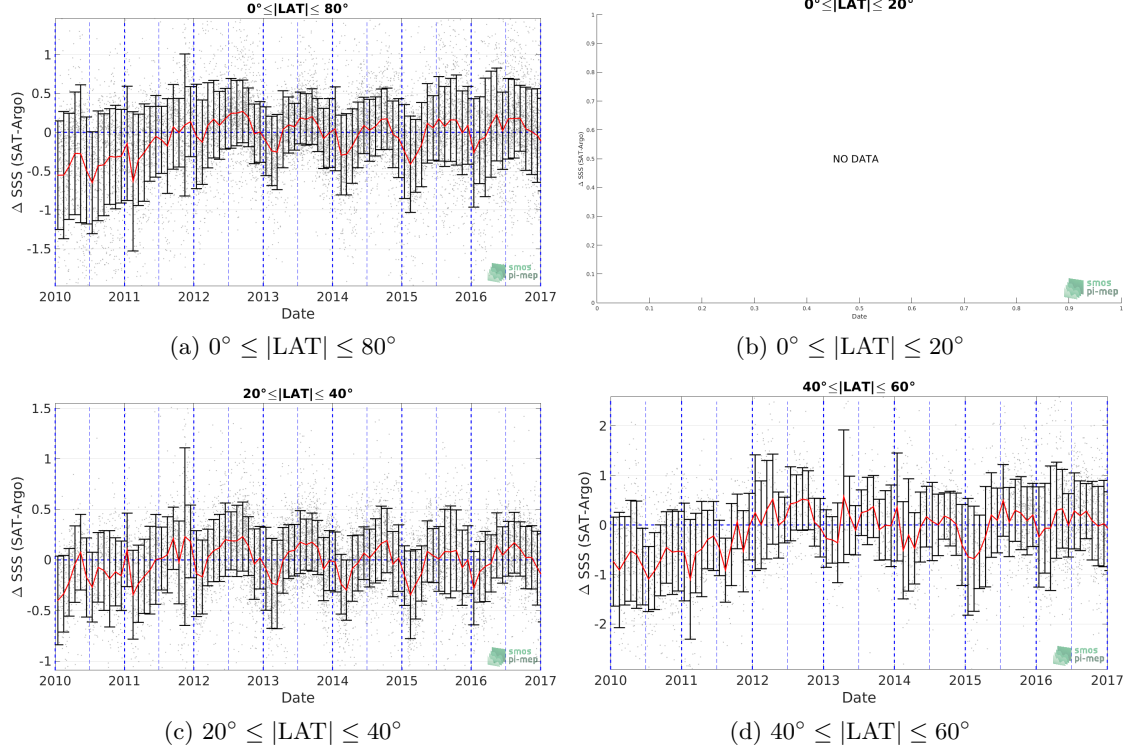 0°≤|LAT|≤ 80°
1
0.5
0
-0.5
-1
-1.5
Δ SSS (SAT-Argo)
2010 2011 2012 2013 2014 2015 2016 2017
Date
smos
pi-mep
(a) 0° ≤ |LAT| ≤ 80°
0°≤|LAT|≤ 20°
1
0.9
0.8
0.7
0.6
0.5
0.4
0.3
0.2
0.1
0
Δ SSS (SAT-Argo)
NO DATA
0 0.1 0.2 0.3 0.4 0.5 0.6 0.7 0.8 0.9 1
Date
smos
pi-mep
(b) 0° ≤ |LAT| ≤ 20°
20°≤|LAT|≤ 40°
1.5
1
0.5
0
-0.5
-1
Δ SSS (SAT-Argo)
2010 2011 2012 2013 2014 2015 2016 2017
Date
smos
pi-mep
(c) 20° ≤ |LAT| ≤ 40°
40°≤|LAT|≤ 60°
2
1
0
-1
-2
Δ SSS (SAT-Argo)
2010 2011 2012 2013 2014 2015 2016 2017
Date
smos
pi-mep
(d) 40° ≤ |LAT| ≤ 60°